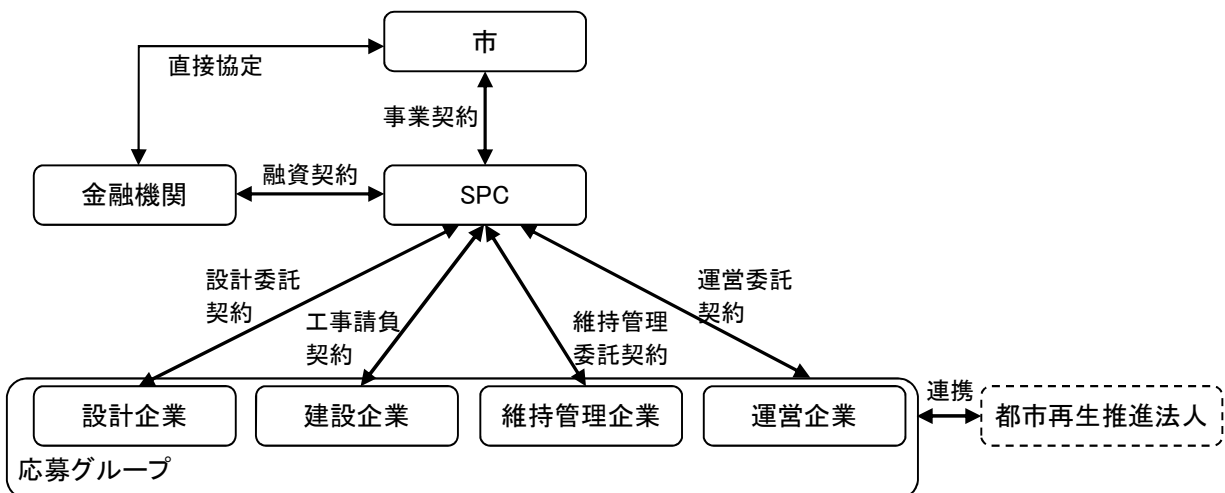 市
直接協定
事業契約
金融機関
融資契約
SPC
設計委託
契約
工事請負
契約
維持管理
委託契約
運営委託
契約
設計企業
建設企業
維持管理企業
運営企業
連携
都市再生推進法人
応募グループ